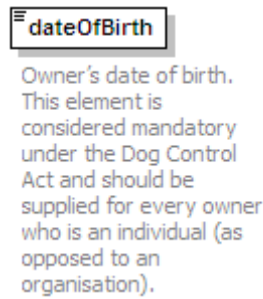 dateOfBirth
Owner's date of birth.
This element is
considered mandatory
under the Dog Control
Act and should be
supplied for every owner
who is an individual (as
opposed to an
organisation).